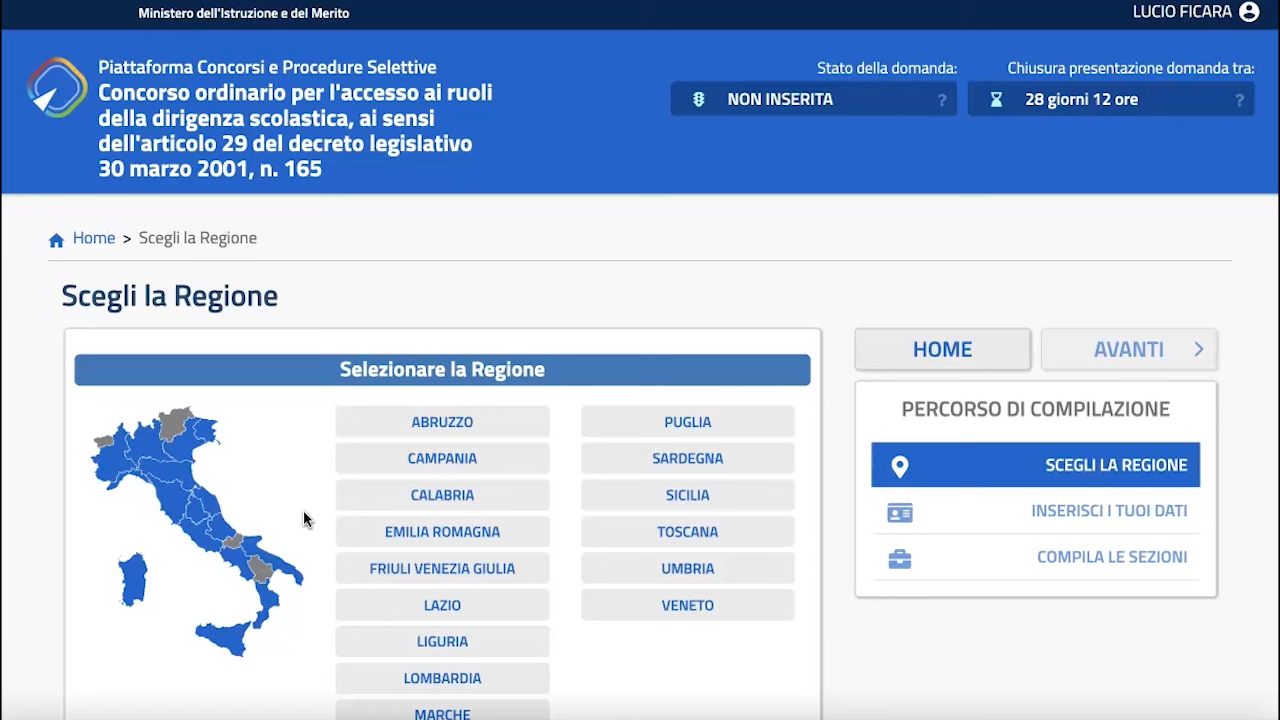 Ministero dell'Istruzione e del Merito
LUCIO FICARA
Piattaforma Concorsi e Procedure Selettive
Concorso ordinario per l'accesso ai ruoli
della dirigenza scolastica, ai sensi
dell'articolo 29 del decreto legislativo
30 marzo 2001, n. 165
Stato della domanda:
NON INSERITA ?
Chiusura presentazione domanda tra:
28 giorni 12 ore ?
Home > Scegli la Regione
Scegli la Regione
Selezionare la Regione
ABRUZZO
CAMPANIA
CALABRIA
EMILIA ROMAGNA
FRIULI VENEZIA GIULIA
LAZIO
LIGURIA
LOMBARDIA
MARCHE
PUGLIA
SARDEGNA
SICILIA
TOSCANA
UMBRIA
VENETO
HOME
AVANTI
PERCORSO DI COMPILAZIONE
SCEGLI LA REGIONE
INSERISCI I TUOI DATI
COMPILA LE SEZIONI